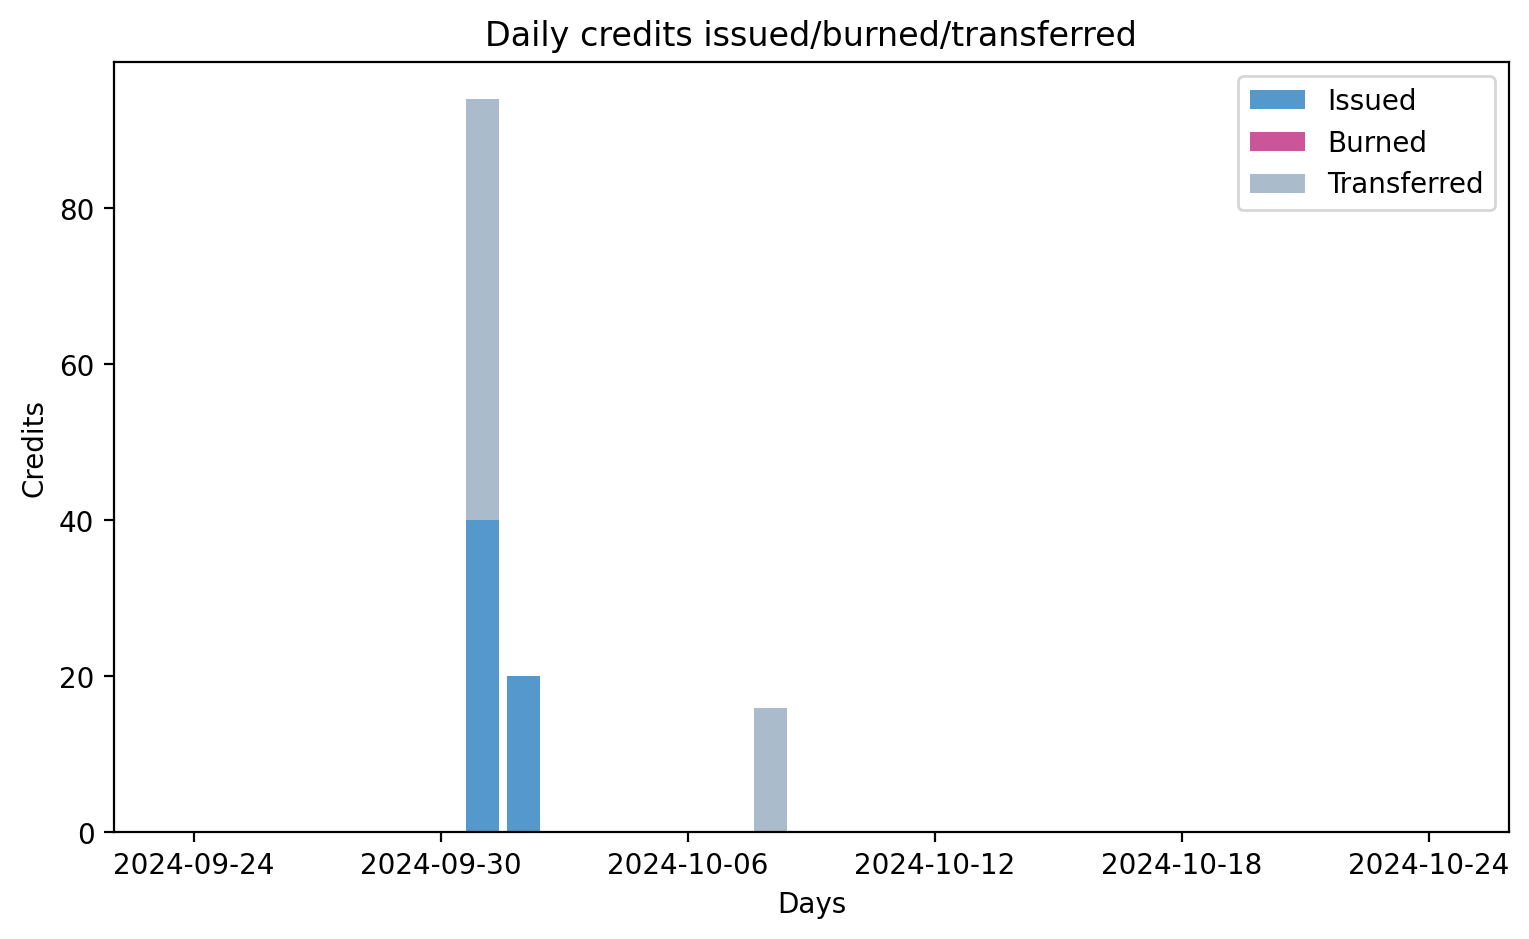 Daily credits issued/burned/transferred
Issued
Burned
Transferred
80
60
40
20
0
Credits
2024-09-24 2024-09-30 2024-10-06 2024-10-12 2024-10-18 2024-10-24
Days